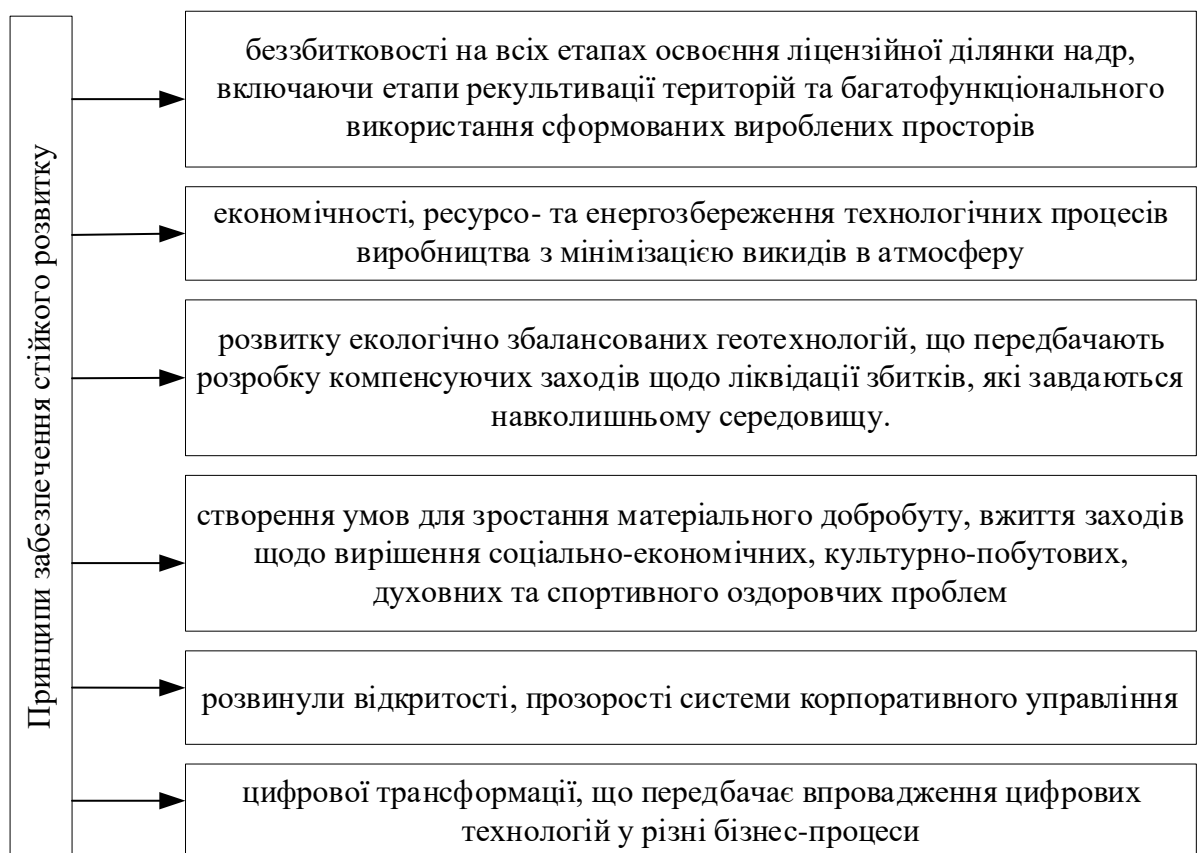 Принципи забезпечення стійкого розвитку
беззбитковості на всіх етапах освоєння ліцензійної ділянки надр,
включаючи етапи рекультивації територій та багатофункціонального
використання сформованих вироблених просторів
економічності, ресурсо- та енергозбереження технологічних процесів
виробництва з мінімізацією викидів в атмосферу
розвитку екологічно збалансованих геотехнологій, що передбачають
розробку компенсуючих заходів щодо ліквідації збитків, які завдаються
навколишньому середовищу.
створення умов для зростання матеріального добробуту, вжиття заходів
щодо вирішення соціально-економічних, культурно-побутових,
духовних та спортивного оздоровчих проблем
розвинули відкритості, прозорості системи корпоративного управління
цифрової трансформації, що передбачає впровадження цифрових
технологій у різні бізнес-процеси